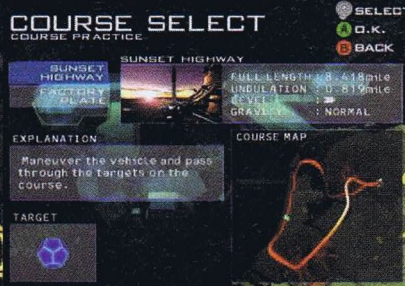 COURSE SELECT
COURSE PRACTICE
SELECT
A O.K.
B BACK
SUNSET HIGHWAY
SUNSET
HIGHWAY
FACTORY
PLATE
FULL LENGTH : 8.418mile
UNDULATION : 0.819mile
LEVEL :
GRAVITY : NORMAL
EXPLANATION
Maneuver the vehicle and pass
through the targets on the
course.
COURSE MAP
TARGET